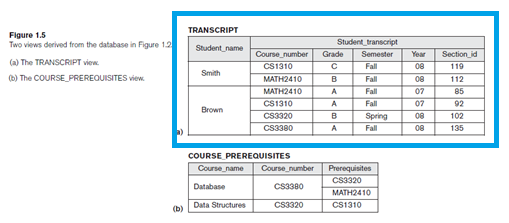 Figure 1.5
Two views derived from the database in Figure 1.2
(a) The TRANSCRIPT view.
(b) The COURSE_PREREQUISITES view.
TRANSCRIPT
Student_name Student_transcript
Course_number Grade Semester Year Section_id
Smith CS1310 C Fall 08 119
MATH2410 B Fall 08 112
Brown MATH2410 A Fall 07 85
CS1310 A Fall 07 92
CS3320 B Spring 08 102
CS3380 A Fall 08 135
a)
COURSE_PREREQUISITES
Course_name Course_number Prerequisites
Database CS3380 CS3320
MATH2410
(b) Data Structures CS3320 CS1310